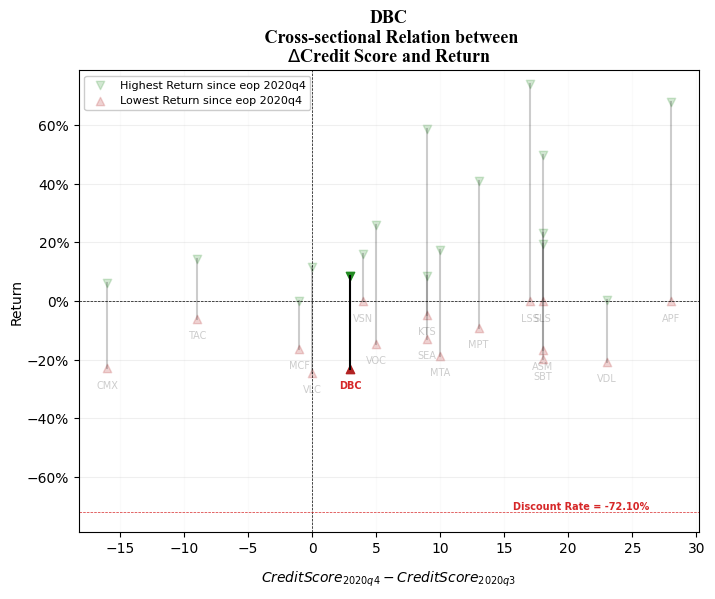 DBC
Cross-sectional Relation between
ΔCredit Score and Return
Highest Return since eop 2020q4
Lowest Return since eop 2020q4
Return
60%
40%
20%
0%
−20%
−40%
−60%
VSN
LSS
SLS
APF
TAC
KTS
MPT
MCF
VOC
SEA
ASM
MTA
SBT
VDL
CMX
DBC
Discount Rate = -72.10%
−15
−10
−5
0
5
10
15
20
25
30
CreditScore2020q4 − CreditScore2020q3